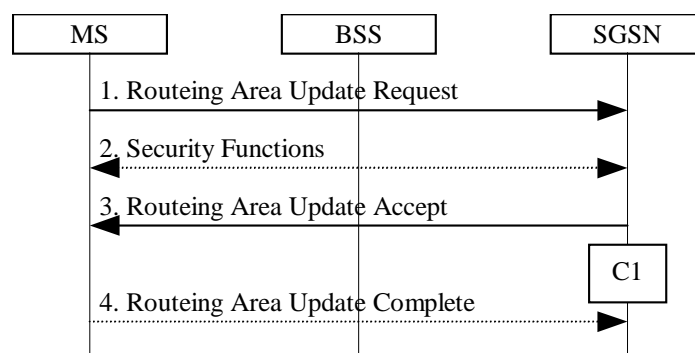 MS
BSS
SGSN
1. Routeing Area Update Request
2. Security Functions
3. Routeing Area Update Accept
C1
4. Routeing Area Update Complete